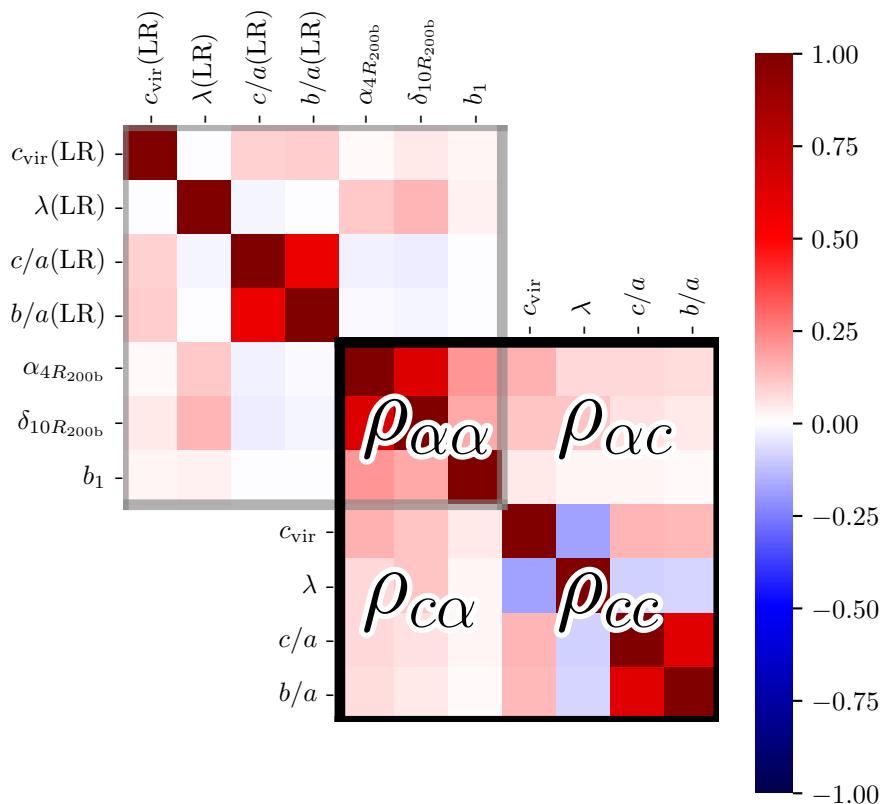 c_vir(LR)
λ(LR)
c/a(LR)
b/a(LR)
α_4R_200b
δ_10R_200b
b_1
c_vir(LR)
λ(LR)
c/a(LR)
b/a(LR)
α_4R_200b
δ_10R_200b
b_1
c_vir
λ
c/a
b/a
c_vir
λ
c/a
b/a
ρ_αα
ρ_αc
ρ_cα
ρ_cc
1.00
0.75
0.50
0.25
0.00
−0.25
−0.50
−0.75
−1.00